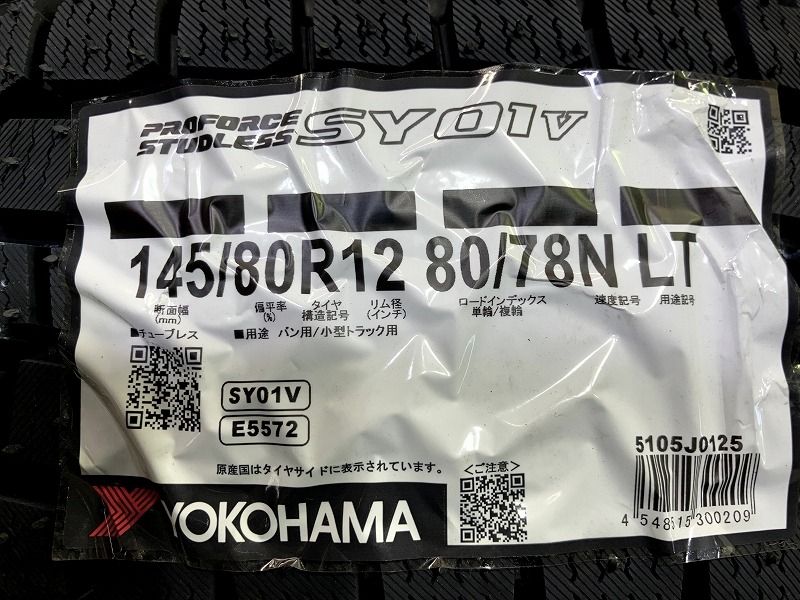 PROFORCE
STUDLESS SY01V
145/80R12 80/78N LT
断面幅 (mm)
偏平率 (%)
タイヤ 構造記号
リム径 (インチ)
ロードインデックス 単輪/複輪
速度記号
用途記号
■チューブレス ■用途 バン用/小型トラック用
SY01V
E5572
5105J0125
原産国はタイヤサイドに表示されています。
<ご注意>
YOKOHAMA
4 548515 300209